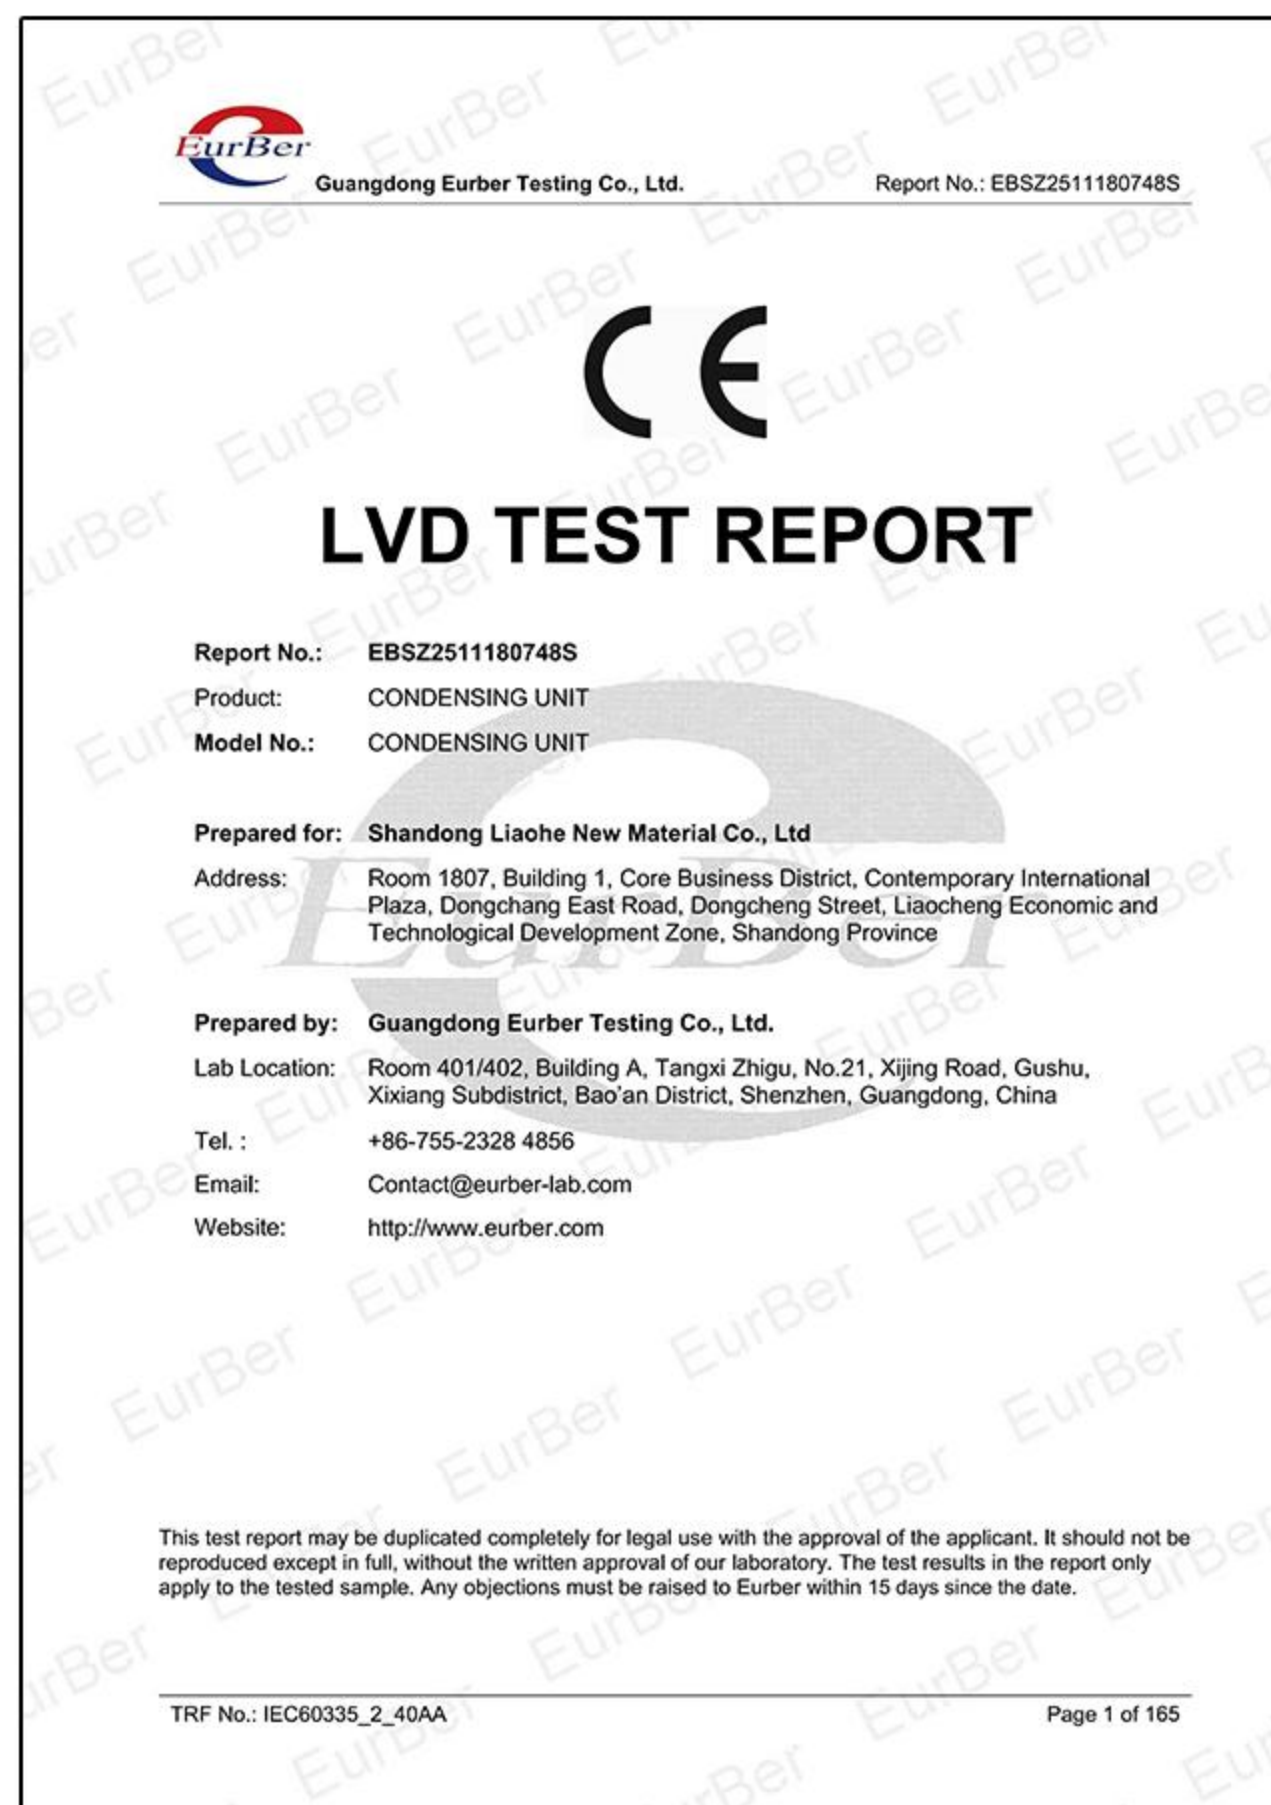 EurBer
Guangdong Eurber Testing Co., Ltd. Report No.: EBSZ2511180748S
CE
LVD TEST REPORT
Report No.: EBSZ2511180748S
Product: CONDENSING UNIT
Model No.: CONDENSING UNIT
Prepared for: Shandong Liaohe New Material Co., Ltd
Address: Room 1807, Building 1, Core Business District, Contemporary International
Plaza, Dongchang East Road, Dongcheng Street, Liaocheng Economic and
Technological Development Zone, Shandong Province
EurBer
Prepared by: Guangdong Eurber Testing Co., Ltd.
Lab Location: Room 401/402, Building A, Tangxi Zhigu, No.21, Xijing Road, Gushu,
Xixiang Subdistrict, Bao'an District, Shenzhen, Guangdong, China
Tel. : +86-755-2328 4856
Email: Contact@eurber-lab.com
Website: http://www.eurber.com
This test report may be duplicated completely for legal use with the approval of the applicant. It should not be
reproduced except in full, without the written approval of our laboratory. The test results in the report only
apply to the tested sample. Any objections must be raised to Eurber within 15 days since the date.
TRF No.: IEC60335_2_40AA Page 1 of 165